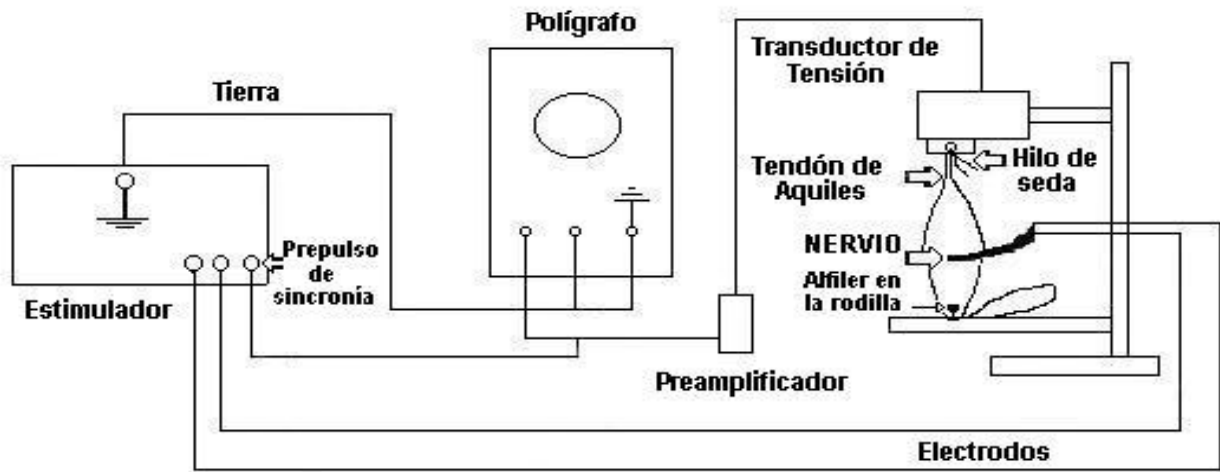 Polígrafo
Transductor de
Tensión
Tierra
Tendón de
Aquiles
Hilo de
seda
Prepulso
de
sincronía
NERVIO
Alfiler en
la rodilla
Estimulador
Preamplificador
Electrodos